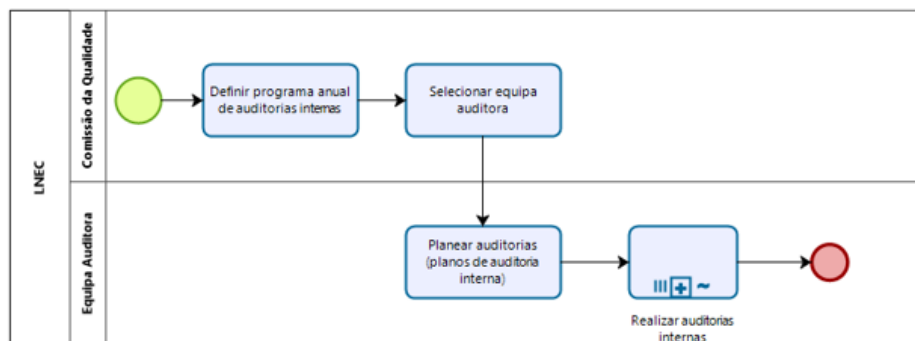 LNEC
Comissão da Qualidade
Definir programa anual
de auditorias internas
Selecionar equipa
auditora
Equipa Auditora
Planear auditorias
(planos de auditoria
interna)
Realizar auditorias
internas